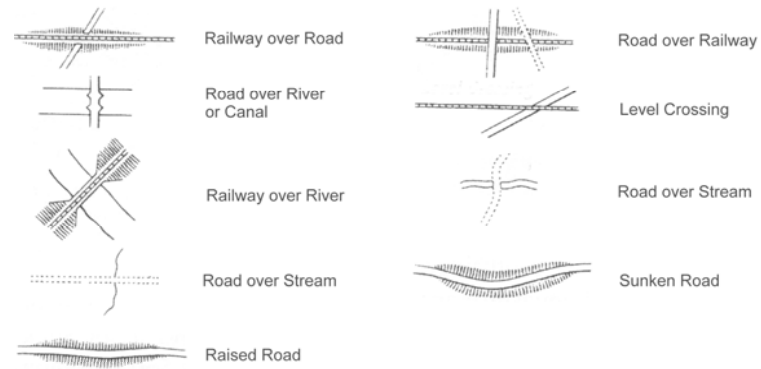 Railway over Road
Road over Railway
Road over River
or Canal
Level Crossing
Railway over River
Road over Stream
Road over Stream
Sunken Road
Raised Road